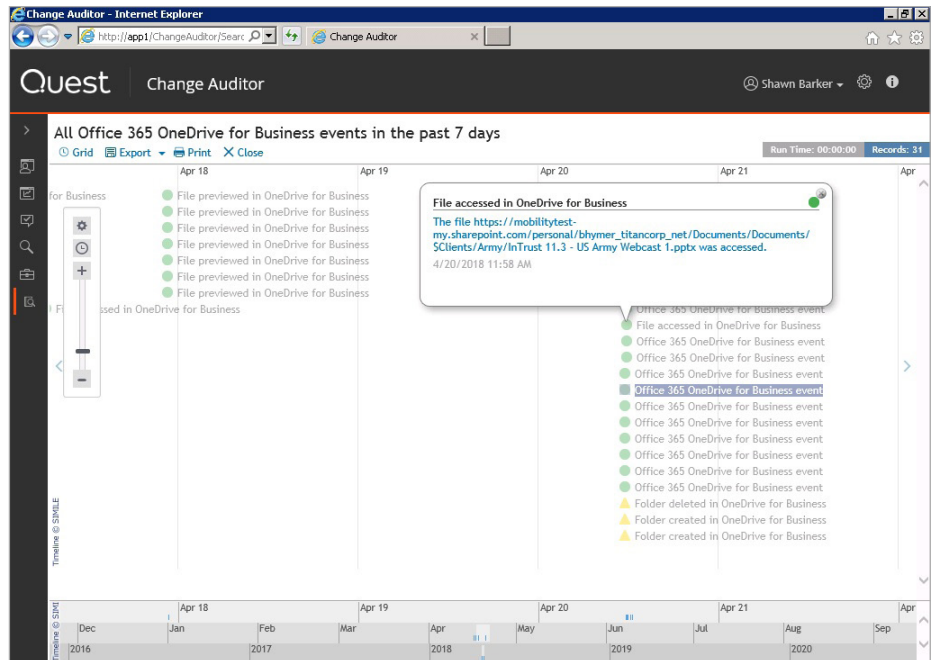 Change Auditor - Internet Explorer
http://app1/ChangeAuditor/Searc
Change Auditor
Quest Change Auditor
Shawn Barker
All Office 365 OneDrive for Business events in the past 7 days
Grid Export Print Close
Run Time: 00:00:00 Records: 31
Apr 18 Apr 19 Apr 20 Apr 21 Apr
for Business
File previewed in OneDrive for Business
File previewed in OneDrive for Business
File previewed in OneDrive for Business
File previewed in OneDrive for Business
File previewed in OneDrive for Business
File previewed in OneDrive for Business
File previewed in OneDrive for Business
ssed in OneDrive for Business
File accessed in OneDrive for Business
The file https://mobilitytest-
my.sharepoint.com/personal/bhymer_titancorp_net/Documents/Documents/
$Clients/Army/InTrust 11.3 - US Army Webcast 1.pptx was accessed.
4/20/2018 11:58 AM
Office 365 OneDrive for Business event
File accessed in OneDrive for Business
Office 365 OneDrive for Business event
Office 365 OneDrive for Business event
Office 365 OneDrive for Business event
Office 365 OneDrive for Business event
Office 365 OneDrive for Business event
Office 365 OneDrive for Business event
Office 365 OneDrive for Business event
Office 365 OneDrive for Business event
Office 365 OneDrive for Business event
Office 365 OneDrive for Business event
Folder deleted in OneDrive for Business
Folder created in OneDrive for Business
Folder created in OneDrive for Business
Timeline © SIMILE
Apr 18 Apr 19 Apr 20 Apr 21 Apr
Dec Jan Feb Mar Apr May Jun Jul Aug Sep
2016 2017 2018 2019 2020
Timeline © SIMI